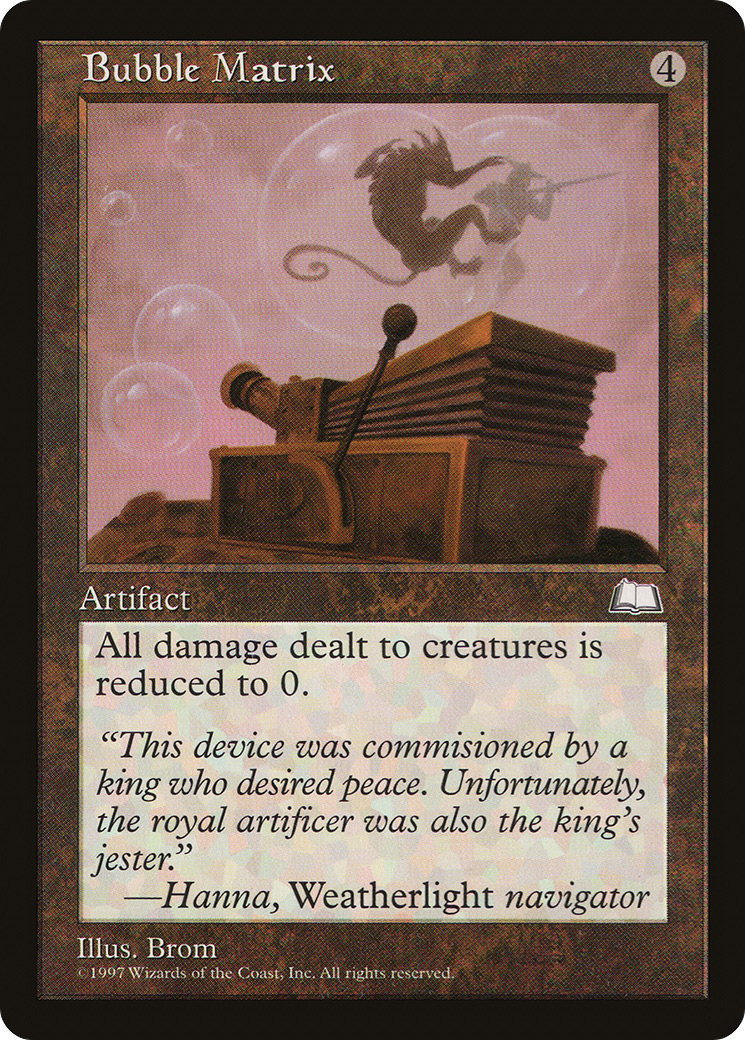 Bubble Matrix
4
Artifact
All damage dealt to creatures is
reduced to 0.
“This device was commisioned by a
king who desired peace. Unfortunately,
the royal artificer was also the king’s
jester.”
—Hanna, Weatherlight navigator
Illus. Brom
©1997 Wizards of the Coast, Inc. All rights reserved.